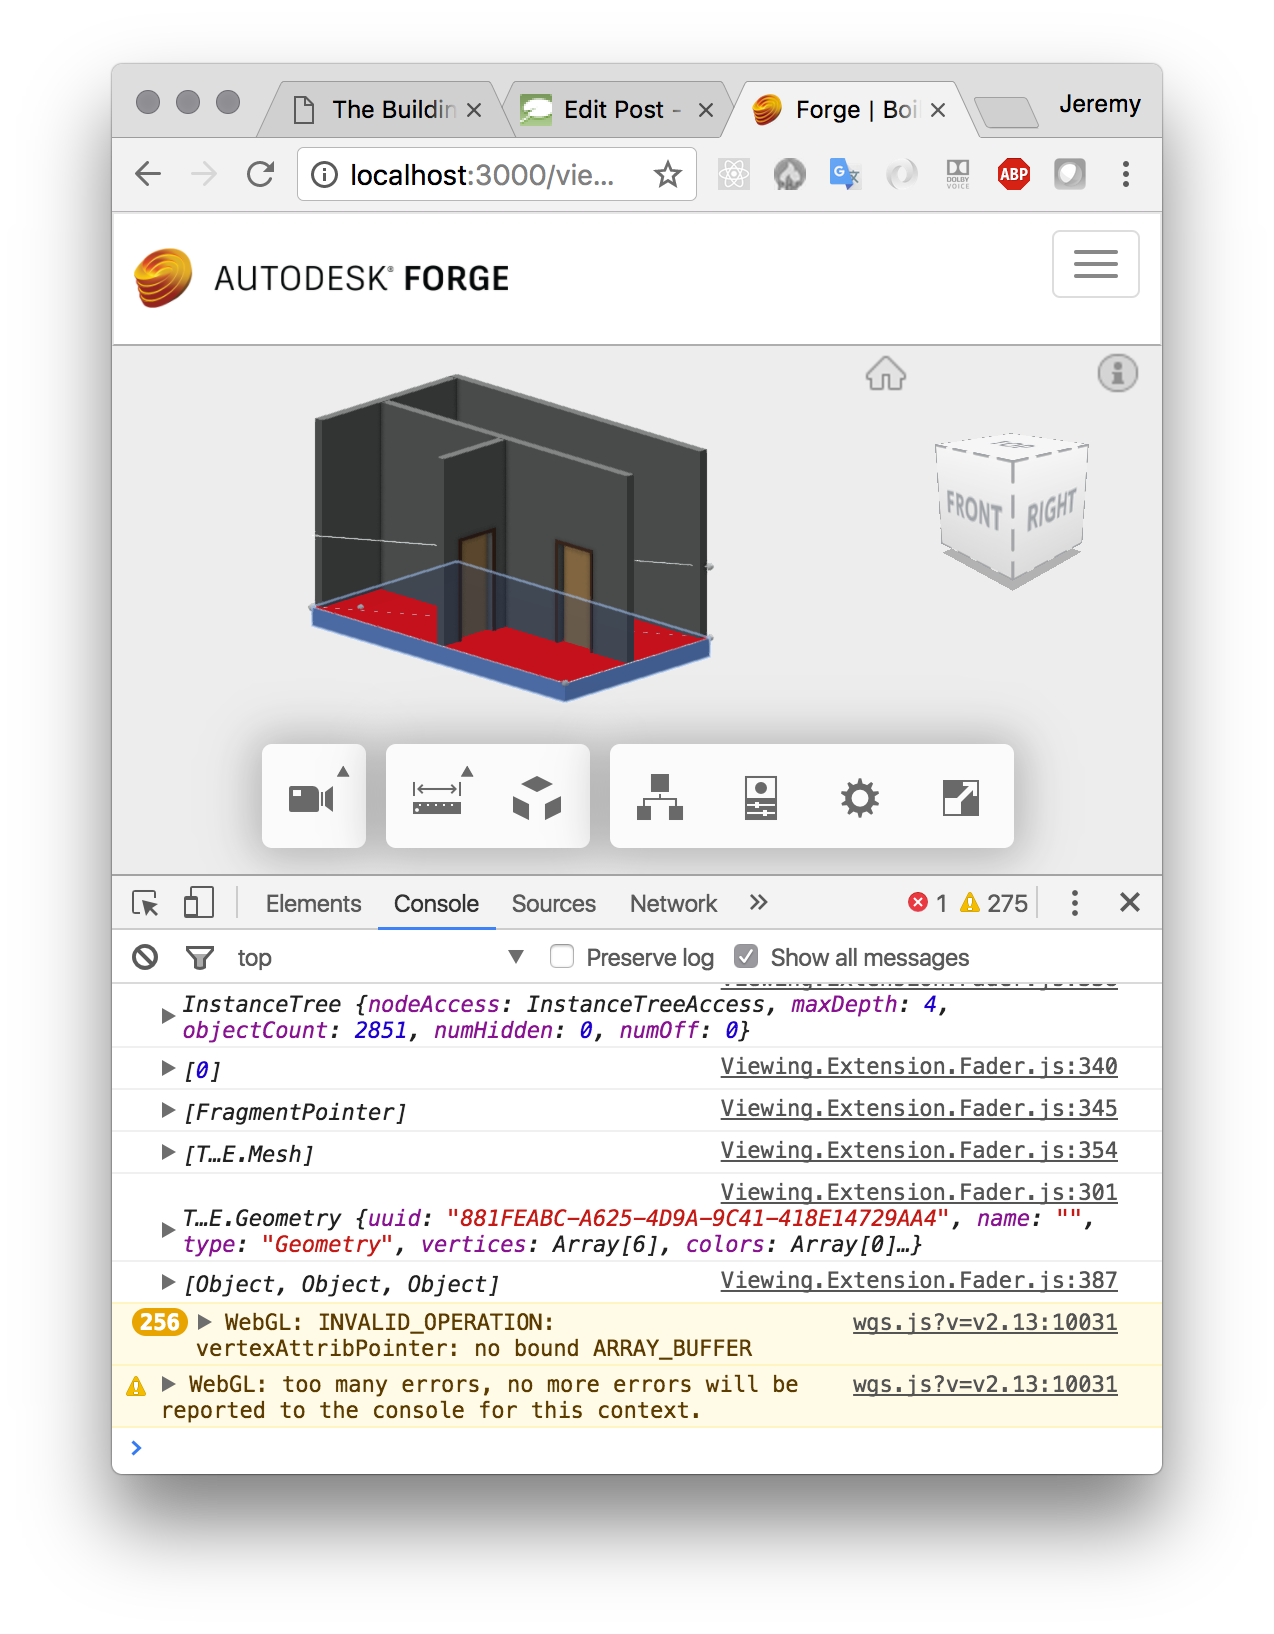 The Buildin
Edit Post -
Forge | Boi
Jeremy
localhost:3000/vie...
DOLBY
VOICE
ABP
AUTODESK® FORGE
TOP
FRONT
RIGHT
Elements
Console
Sources
Network
1
275
top
Preserve log
Show all messages
InstanceTree {nodeAccess: InstanceTreeAccess, maxDepth: 4,
objectCount: 2851, numHidden: 0, numOff: 0}
[0]
Viewing.Extension.Fader.js:340
[FragmentPointer]
Viewing.Extension.Fader.js:345
[T…E.Mesh]
Viewing.Extension.Fader.js:354
Viewing.Extension.Fader.js:301
T…E.Geometry {uuid: "881FEABC-A625-4D9A-9C41-418E14729AA4", name: "",
type: "Geometry", vertices: Array[6], colors: Array[0]…}
[Object, Object, Object]
Viewing.Extension.Fader.js:387
256
WebGL: INVALID_OPERATION:
wgs.js?v=v2.13:10031
vertexAttribPointer: no bound ARRAY_BUFFER
WebGL: too many errors, no more errors will be
wgs.js?v=v2.13:10031
reported to the console for this context.